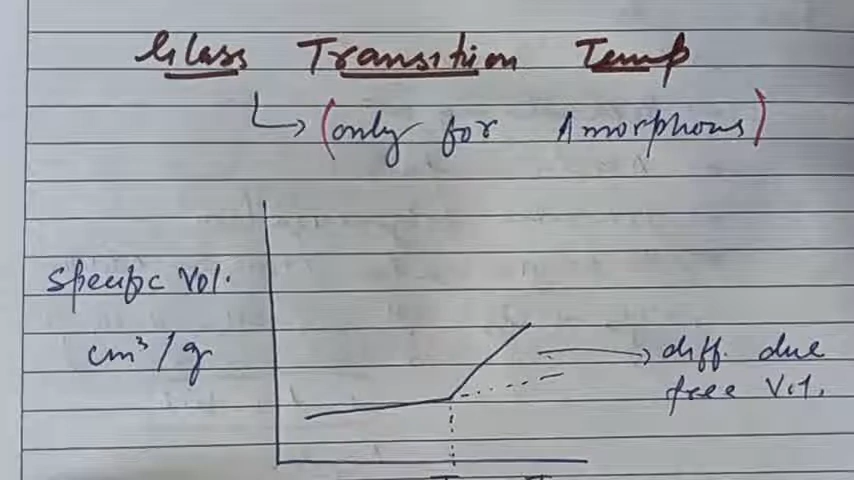 Glass Transition Temp
(only for Amorphous)
Specific Vol.
cm³/g
diff. due
free Vol.